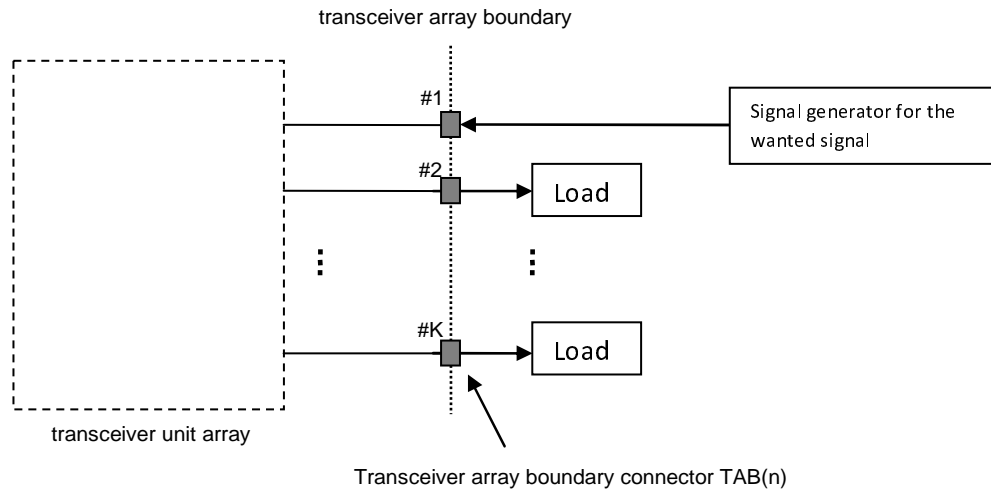 transceiver array boundary
#1
Signal generator for the
wanted signal
#2
Load
#K
Load
transceiver unit array
Transceiver array boundary connector TAB(n)